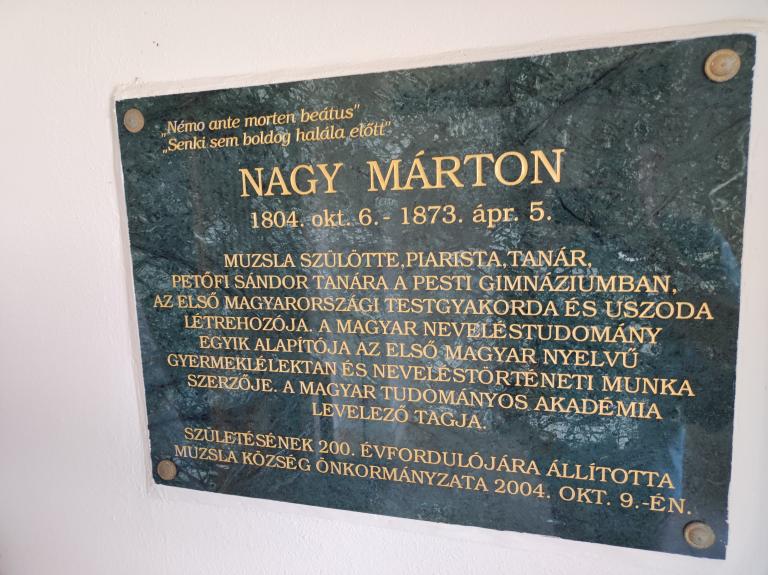 „Némo ante morten beátus"
„Senki sem boldog halála előtt"
NAGY MÁRTON
1804. okt. 6.- 1873. ápr. 5.
MUZSLA SZÜLÖTTE,PIARISTA,TANÁR,
PETŐFI SÁNDOR TANÁRA A PESTI GIMNÁZIUMBAN,
AZ ELSŐ MAGYARORSZÁGI TESTGYAKORDA ÉS USZODA
LÉTREHOZÓJA. A MAGYAR NEVELÉSTUDOMÁNY
EGYIK ALAPÍTÓJA AZ ELSŐ MAGYAR NYELVŰ
GYERMEKLÉLEKTAN ÉS NEVELÉSTÖRTÉNETI MUNKA
SZERZŐJE. A MAGYAR TUDOMÁNYOS AKADÉMIA
LEVELEZŐ TAGJA.
SZÜLETÉSÉNEK 200. ÉVFORDULÓJÁRA ÁLLÍTOTTA
MUZSLA KÖZSÉG ÖNKORMÁNYZATA 2004. OKT. 9.-ÉN.